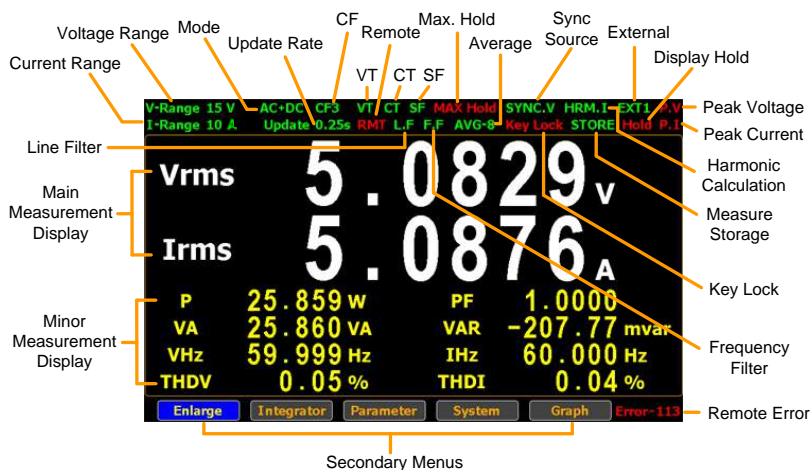 CF Max. Hold Sync Source External
Voltage Range Mode Update Rate Remote Average Display Hold
Current Range VT CT SF
V-Range 15 V AC+DC CF3 VT CT SF MAX Hold SYNC.V HRM.I EXT1 P.V Peak Voltage
I-Range 10 A Update 0.25s RMT L.F F.F AVG-8 Key Lock STORE Hold P.I Peak Current
Line Filter
Harmonic Calculation
Main Measurement Display
Vrms 5.0829 V
Measure Storage
Irms 5.0876 A
Key Lock
Minor Measurement Display
P 25.859 W PF 1.0000
VA 25.860 VA VAR -207.77 mvar
VHz 59.999 Hz IHz 60.000 Hz
Frequency Filter
THDV 0.05 % THDI 0.04 %
Enlarge Integrator Parameter System Graph Error-113 Remote Error
Secondary Menus